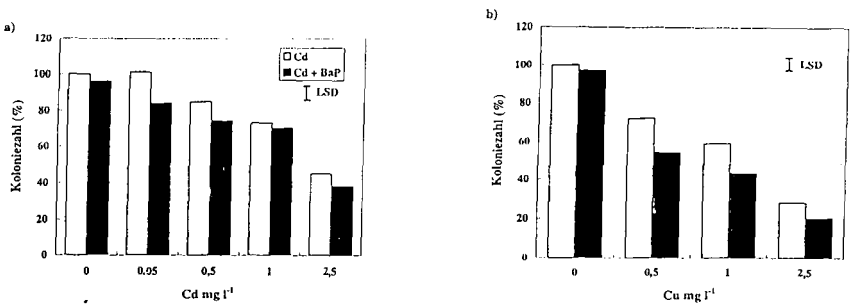 a)
120
100
80
60
40
20
0
Koloniezahl (%)
Cd
Cd + BaP
LSD
0
0.05
0,5
1
2,5
Cd mg l⁻¹
b)
120
100
80
60
40
20
0
Koloniezahl (%)
LSD
0
0,5
1
2,5
Cu mg l⁻¹